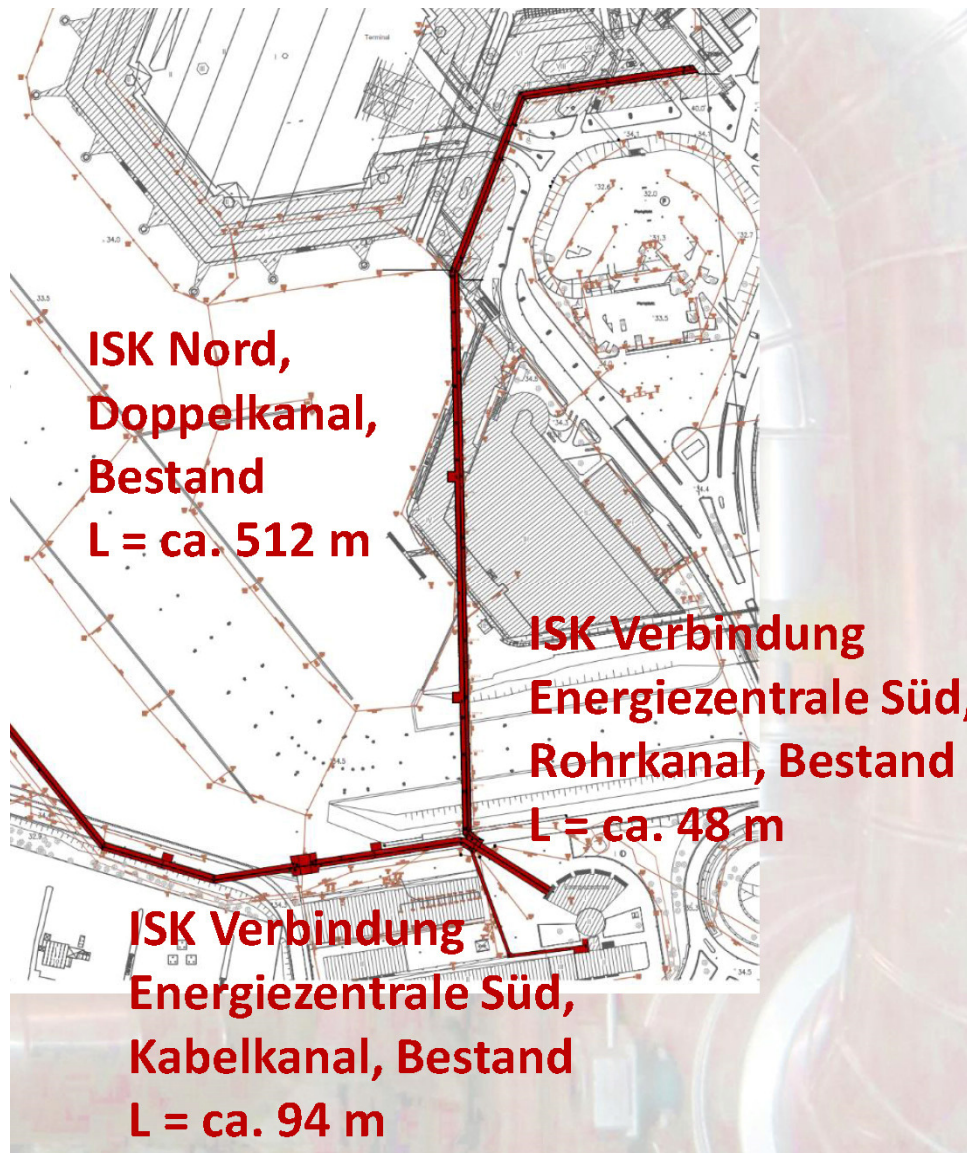 Terminal
ISK Nord,
Doppelkanal,
Bestand
L = ca. 512 m
ISK Verbindung
Energiezentrale Süd,
Rohrkanal, Bestand
L = ca. 48 m
ISK Verbindung
Energiezentrale Süd,
Kabelkanal, Bestand
L = ca. 94 m